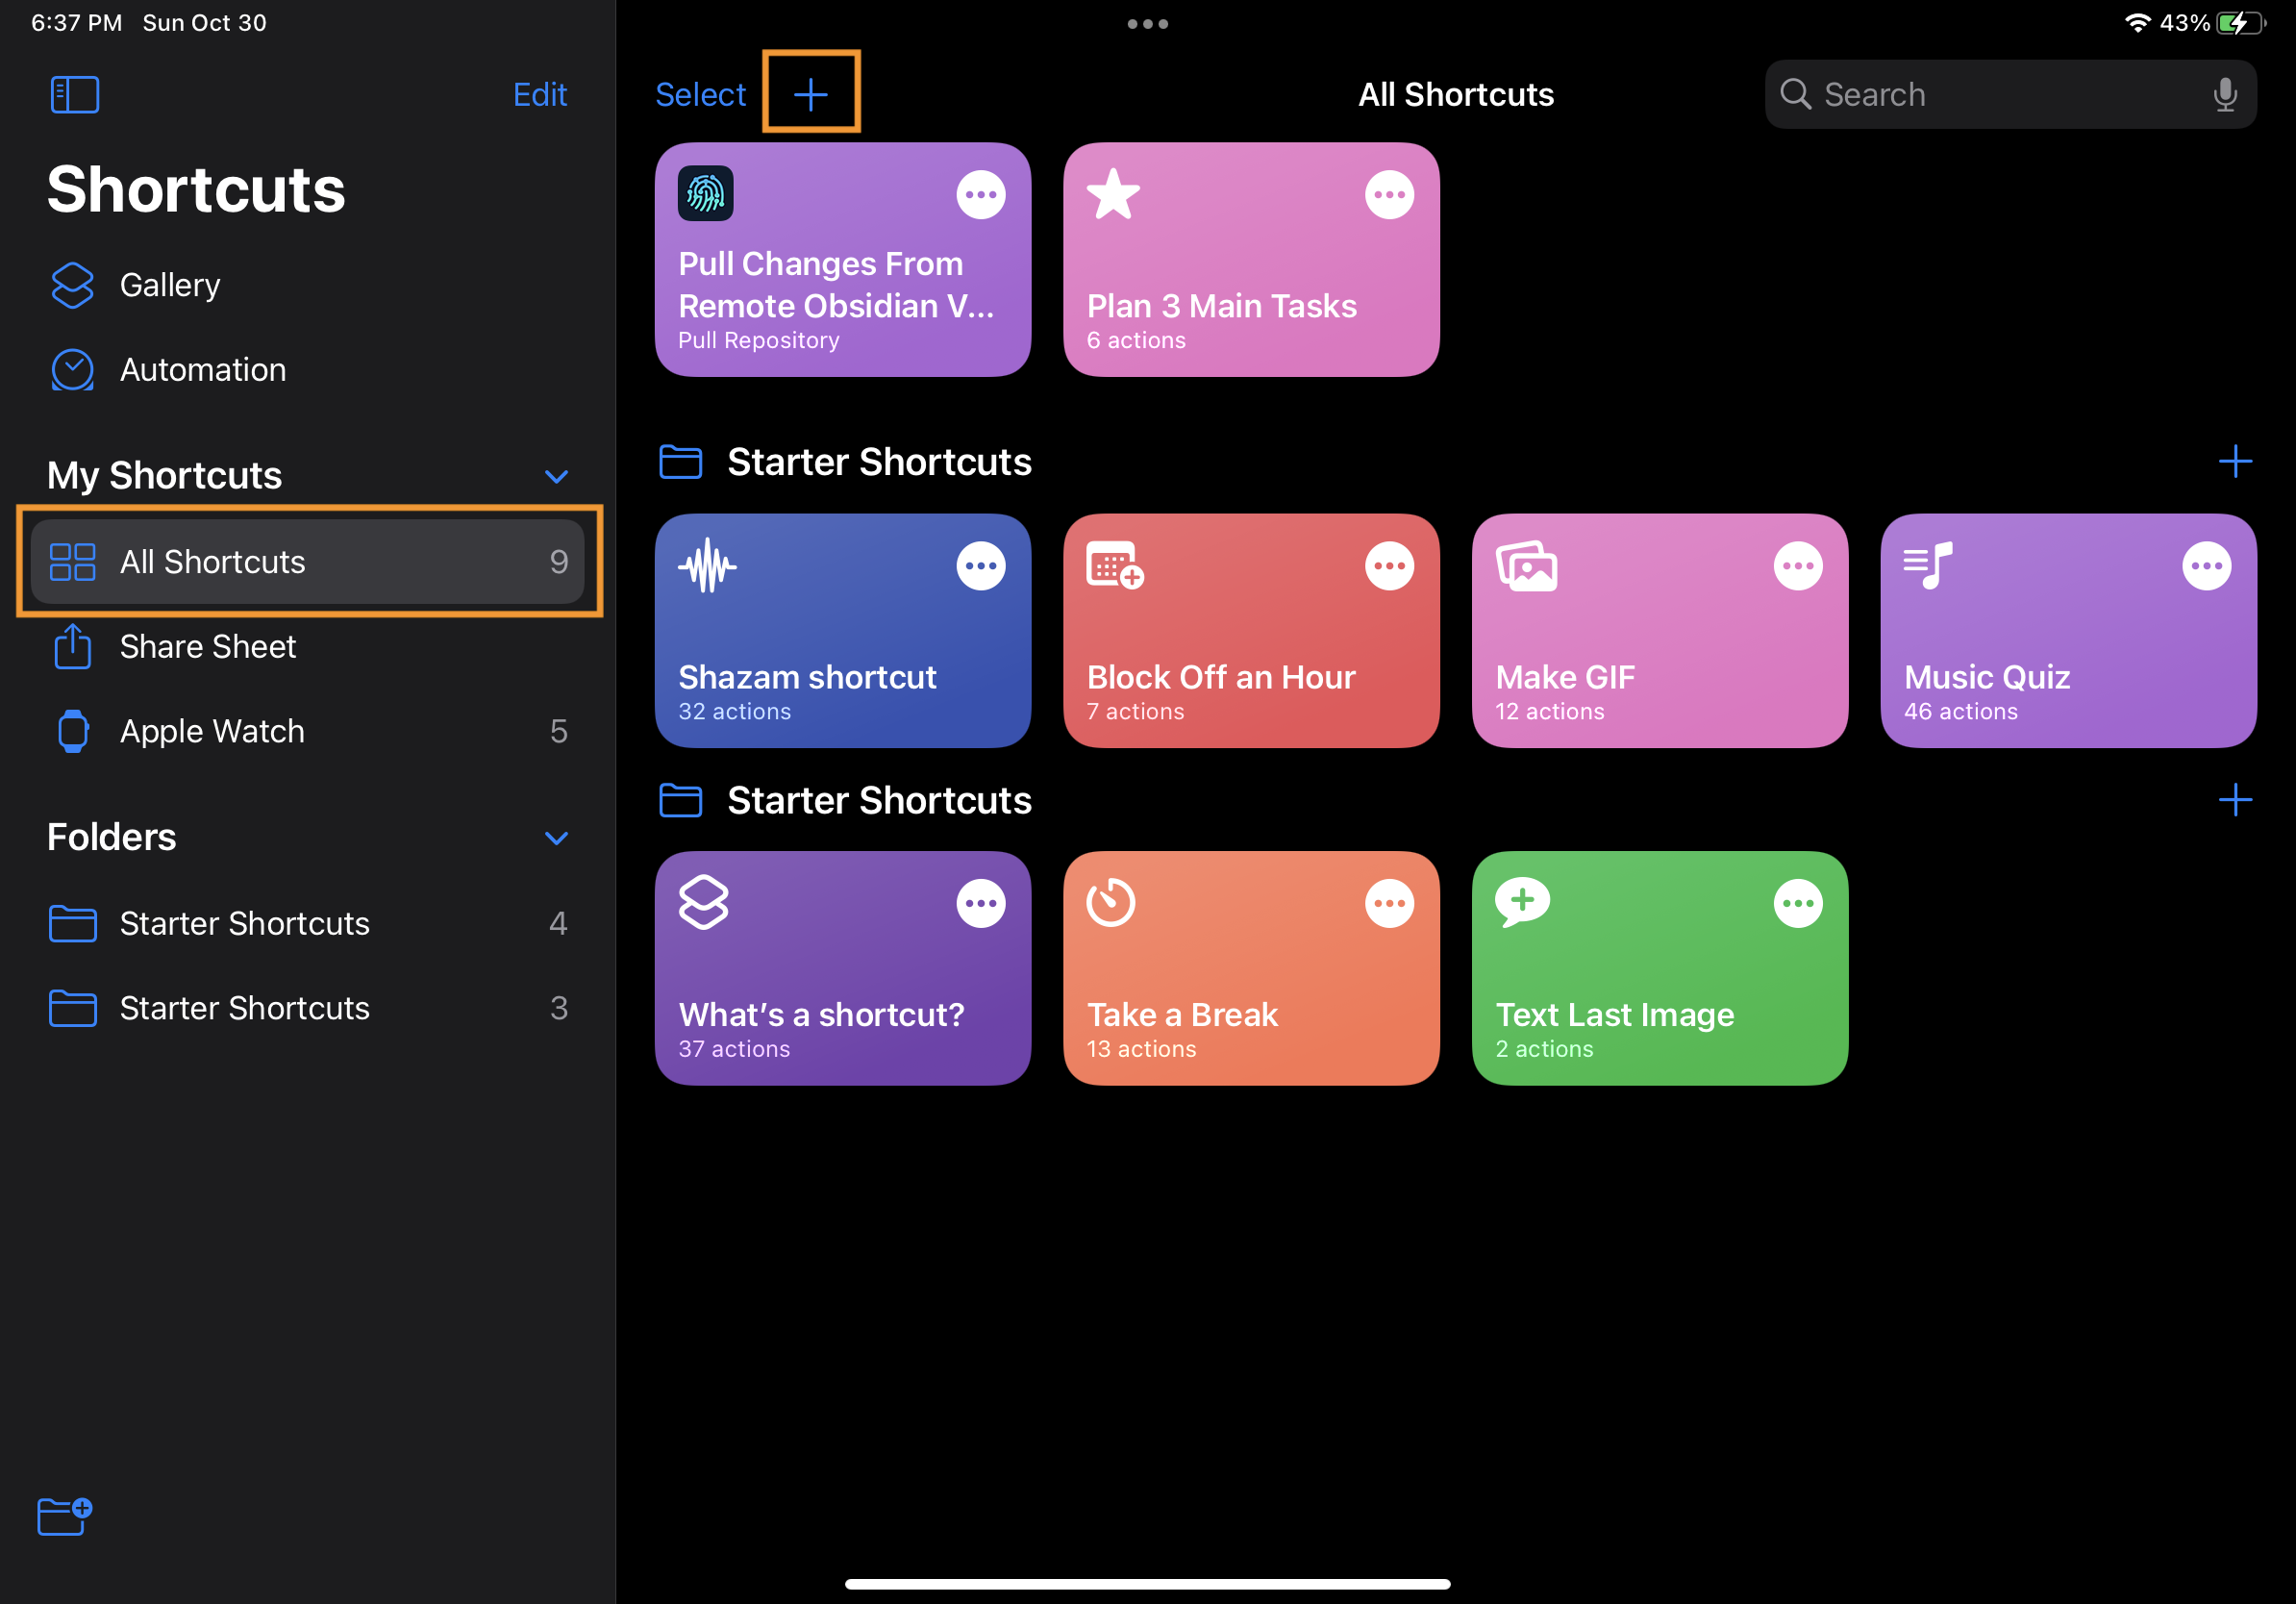 6:37 PM Sun Oct 30
43%
Edit
Shortcuts
Gallery
Automation
My Shortcuts
All Shortcuts 9
Share Sheet
Apple Watch 5
Folders
Starter Shortcuts 4
Starter Shortcuts 3
Select
All Shortcuts
Search
Pull Changes From
Remote Obsidian V...
Pull Repository
Plan 3 Main Tasks
6 actions
Starter Shortcuts
Shazam shortcut
32 actions
Block Off an Hour
7 actions
Make GIF
12 actions
Music Quiz
46 actions
Starter Shortcuts
What’s a shortcut?
37 actions
Take a Break
13 actions
Text Last Image
2 actions